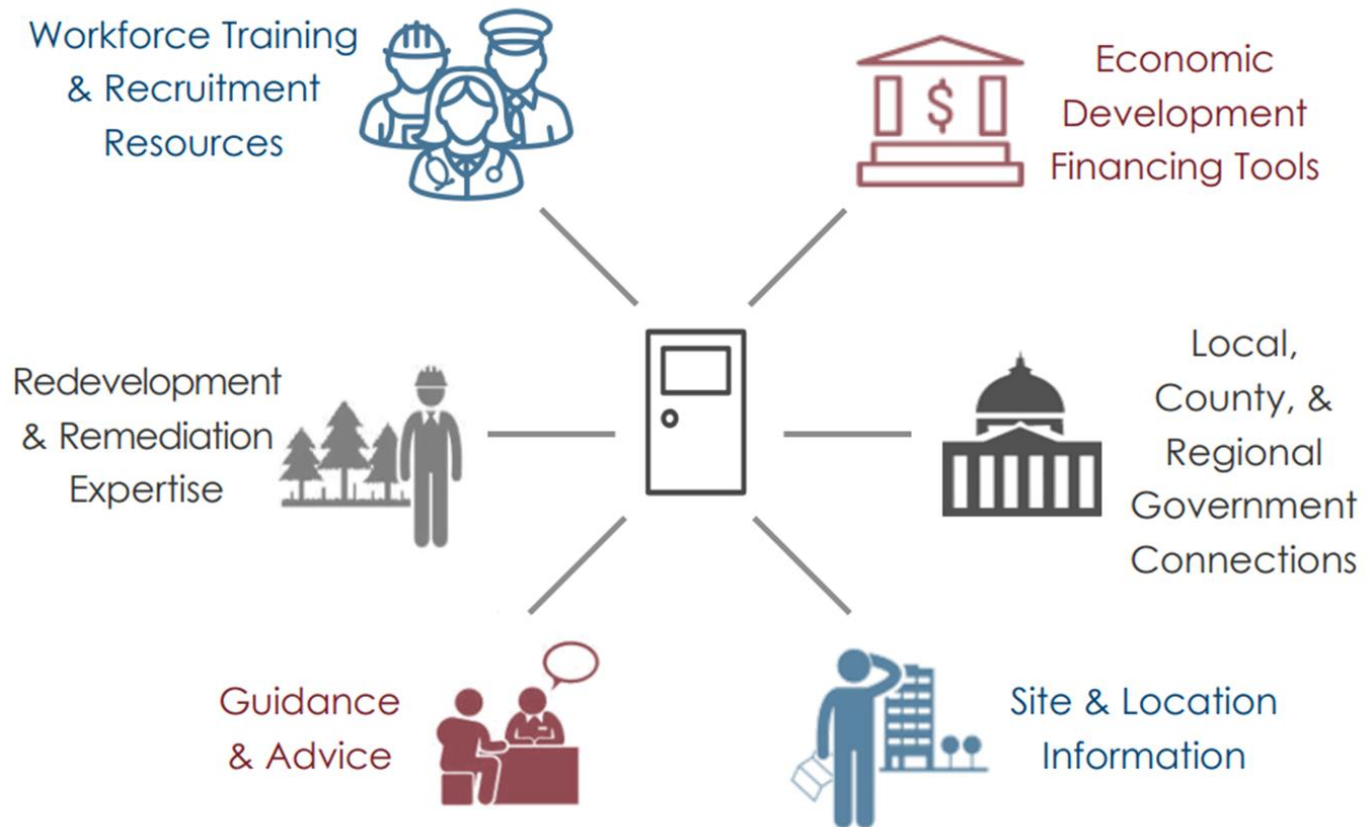 Workforce Training
& Recruitment
Resources
Economic
Development
Financing Tools
$
Redevelopment
& Remediation
Expertise
Local,
County, &
Regional
Government
Connections
Guidance
& Advice
Site & Location
Information